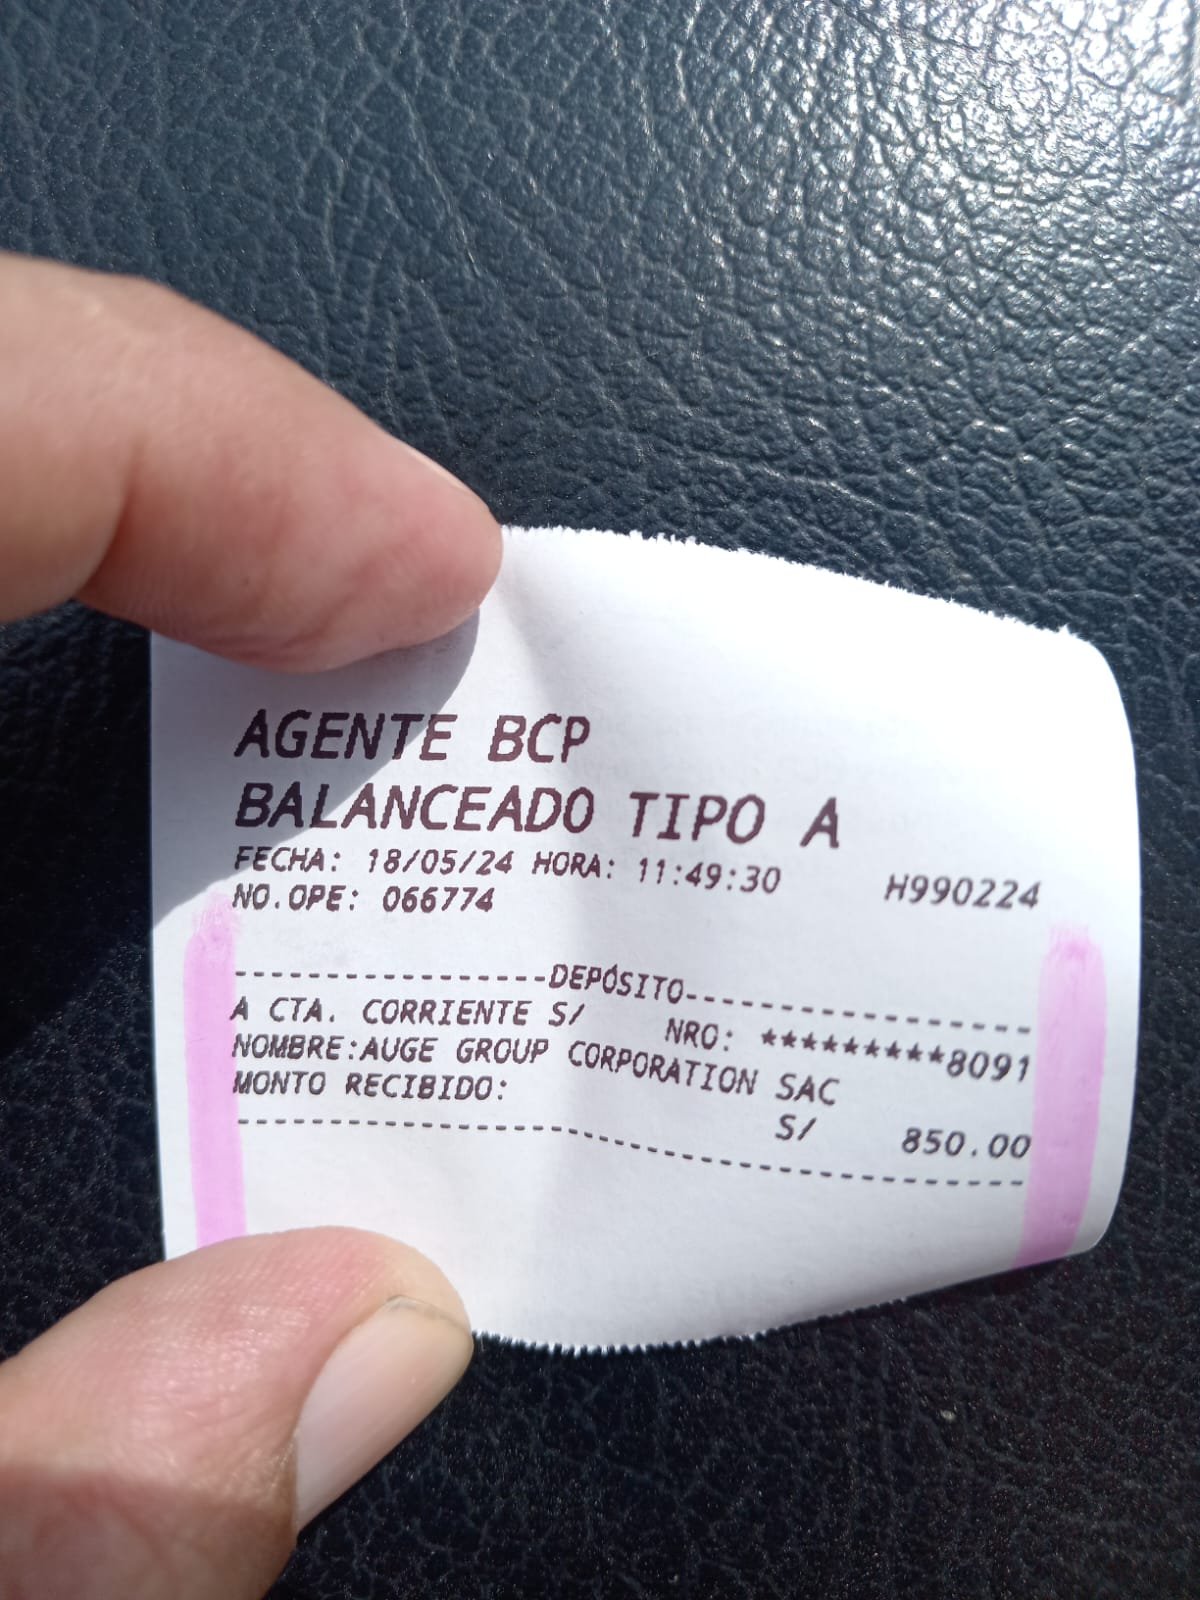 AGENTE BCP
BALANCEADO TIPO A
FECHA: 18/05/24 HORA: 11:49:30 H990224
NO.OPE: 066774
-----------------DEPÓSITO-------------------
A CTA. CORRIENTE S/ NRO: *********8091
NOMBRE:AUGE GROUP CORPORATION SAC
MONTO RECIBIDO: S/ 850.00
--------------------------------------------